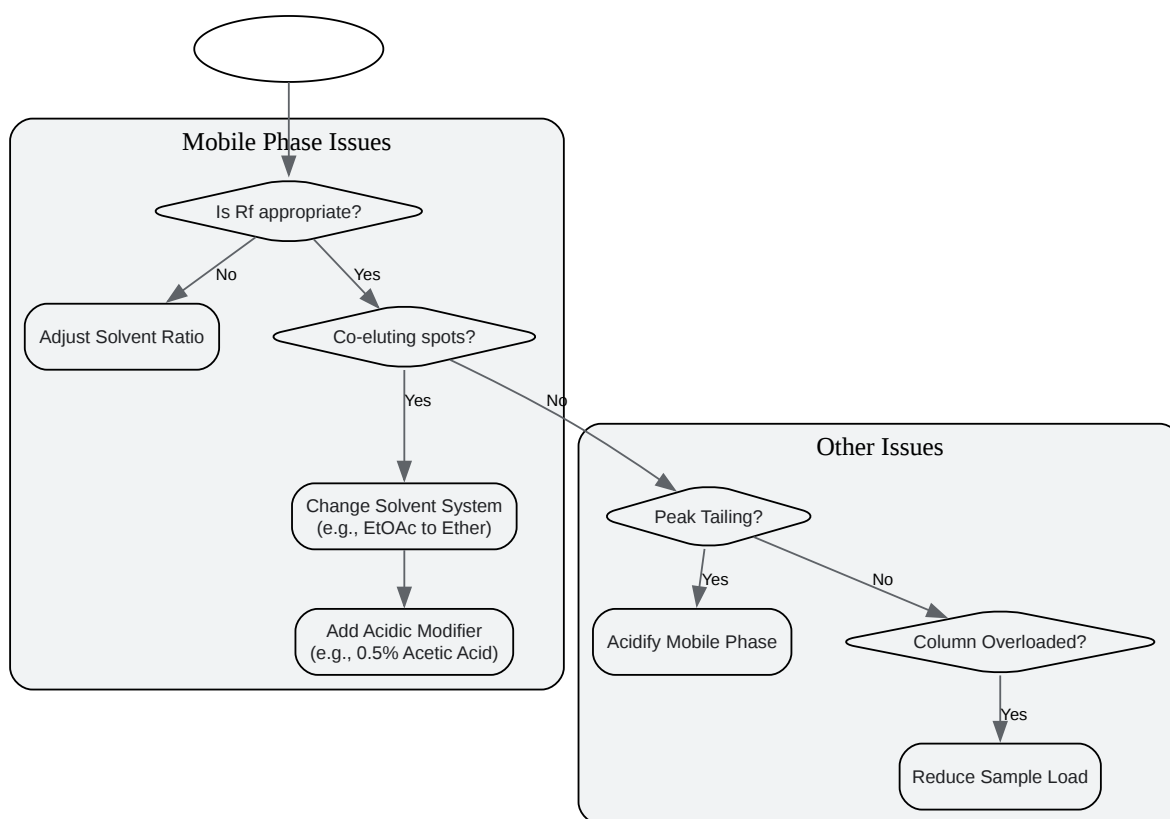 Mobile Phase Issues
Is Rf appropriate?
No
Yes
Adjust Solvent Ratio
Co-eluting spots?
Yes
No
Change Solvent System
(e.g., EtOAc to Ether)
Add Acidic Modifier
(e.g., 0.5% Acetic Acid)
Other Issues
Peak Tailing?
Yes
No
Acidify Mobile Phase
Column Overloaded?
Yes
Reduce Sample Load